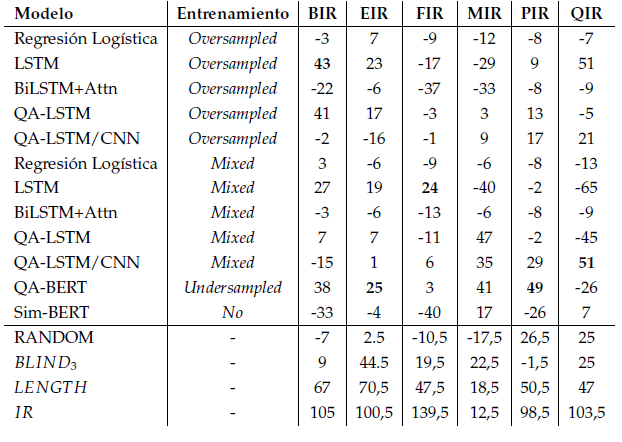 Modelo Entrenamiento BIR EIR FIR MIR PIR QIR
Regresión Logística Oversampled -3 7 -9 -12 -8 -7
LSTM Oversampled 43 23 -17 -29 9 51
BiLSTM+Attn Oversampled -22 -6 -37 -33 -8 -9
QA-LSTM Oversampled 41 17 -3 3 13 -5
QA-LSTM/CNN Oversampled -2 -16 -1 9 17 21
Regresión Logística Mixed 3 -6 -9 -6 -8 -13
LSTM Mixed 27 19 24 -40 -2 -65
BiLSTM+Attn Mixed -3 -6 -13 -6 -8 -9
QA-LSTM Mixed 7 7 -11 47 -2 -45
QA-LSTM/CNN Mixed -15 1 6 35 29 51
QA-BERT Undersampled 38 25 3 41 49 -26
Sim-BERT No -33 -4 -40 17 -26 7
RANDOM - -7 2.5 -10,5 -17,5 26,5 25
BLIND3 - 9 44.5 19,5 22,5 -1,5 25
LENGTH - 67 70,5 47,5 18,5 50,5 47
IR - 105 100,5 139,5 12,5 98,5 103,5